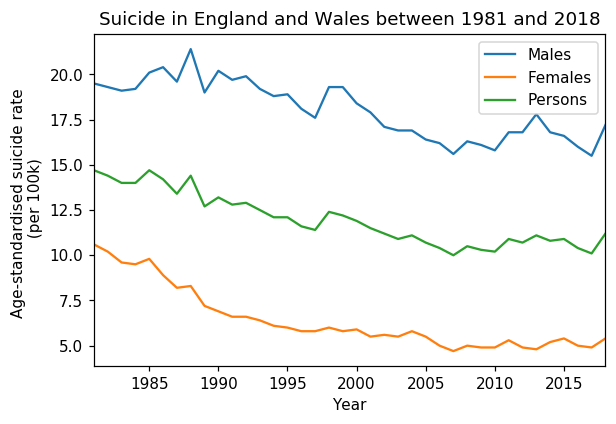 Suicide in England and Wales between 1981 and 2018
Males
Females
Persons
Age-standardised suicide rate
(per 100k)
20.0
17.5
15.0
12.5
10.0
7.5
5.0
1985 1990 1995 2000 2005 2010 2015
Year